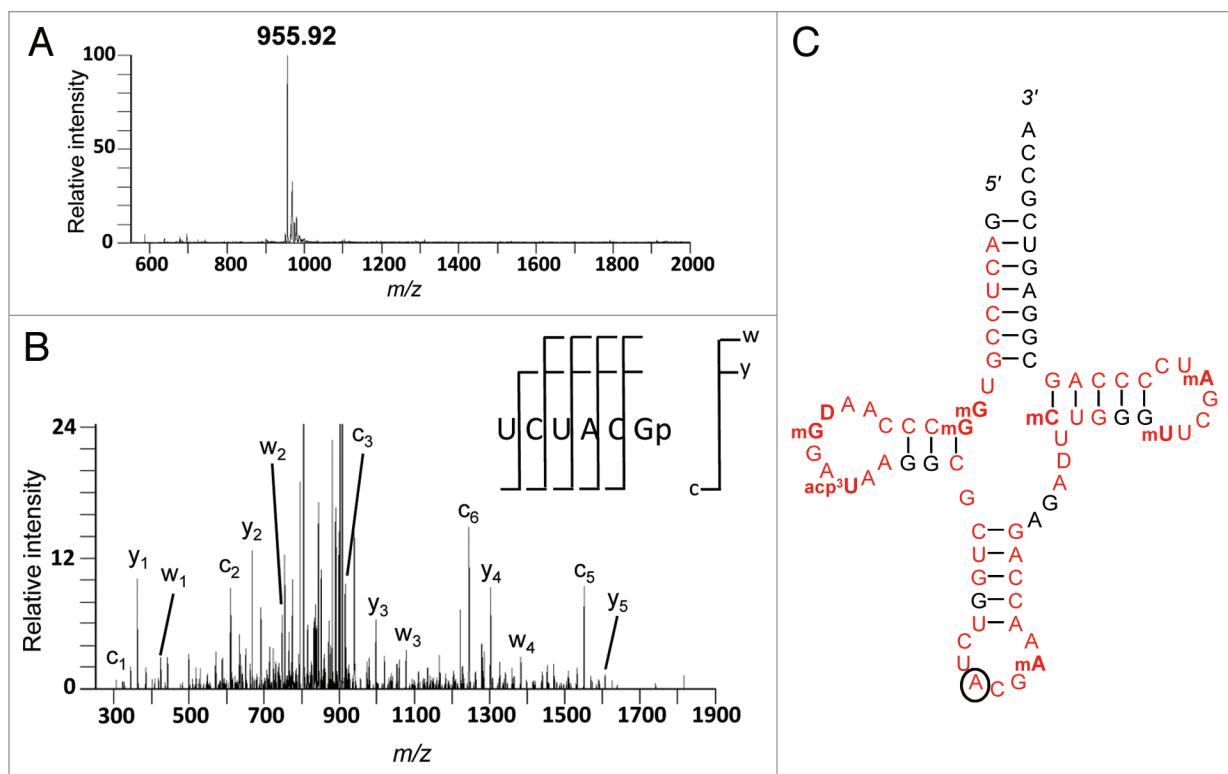 A
955.92
Relative intensity
100
50
0
600 800 1000 1200 1400 1600 1800 2000
m/z
B
Relative intensity
24
12
0
y1
w1
c1
c2
y2
w2
c3
y3
w3
c6
y4
w4
c5
y5
w
y
U C U A C Gp
c
300 500 700 900 1100 1300 1500 1700 1900
m/z
C
3'
A
C
C
5'
G
G C
A U
C G
U A
C G
C G
G C
U
mG
mG C C C A A D
mG
G
A
acp3U
A A G G C
G A C C C C U
mA
G
C
U
U
mU
G G U mC
U
D
A
G
A
G
C G
U A
G C
G C
U A
C A
U mA
A C G